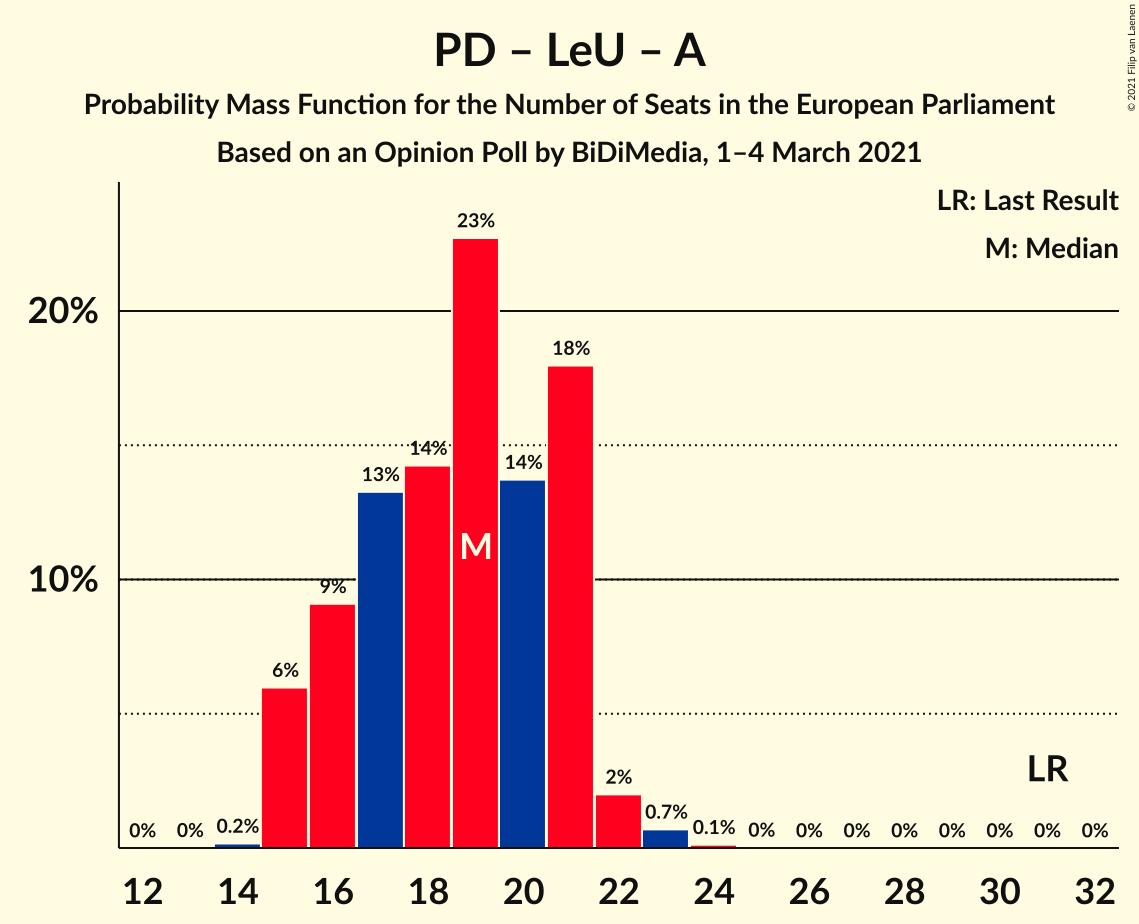 PD – LeU – A
Probability Mass Function for the Number of Seats in the European Parliament
Based on an Opinion Poll by BiDiMedia, 1–4 March 2021
© 2021 Filip van Laenen
LR: Last Result
M: Median
20%
10%
0% 0% 0.2% 6% 9% 13% 14% 23% 14% 18% 2% 0.7% 0.1% 0% 0% 0% 0% 0% 0% 0% 0%
M
LR
12 14 16 18 20 22 24 26 28 30 32